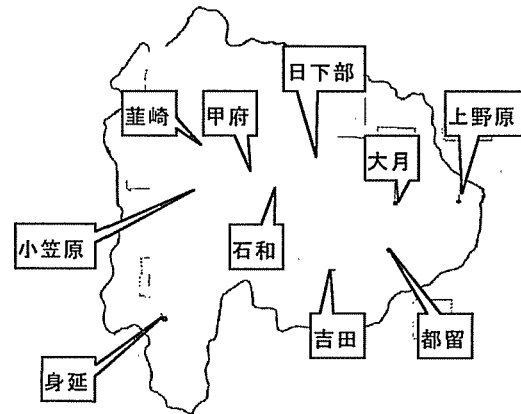 日下部
韮崎
甲府
上野原
大月
小笠原
石和
吉田
都留
身延